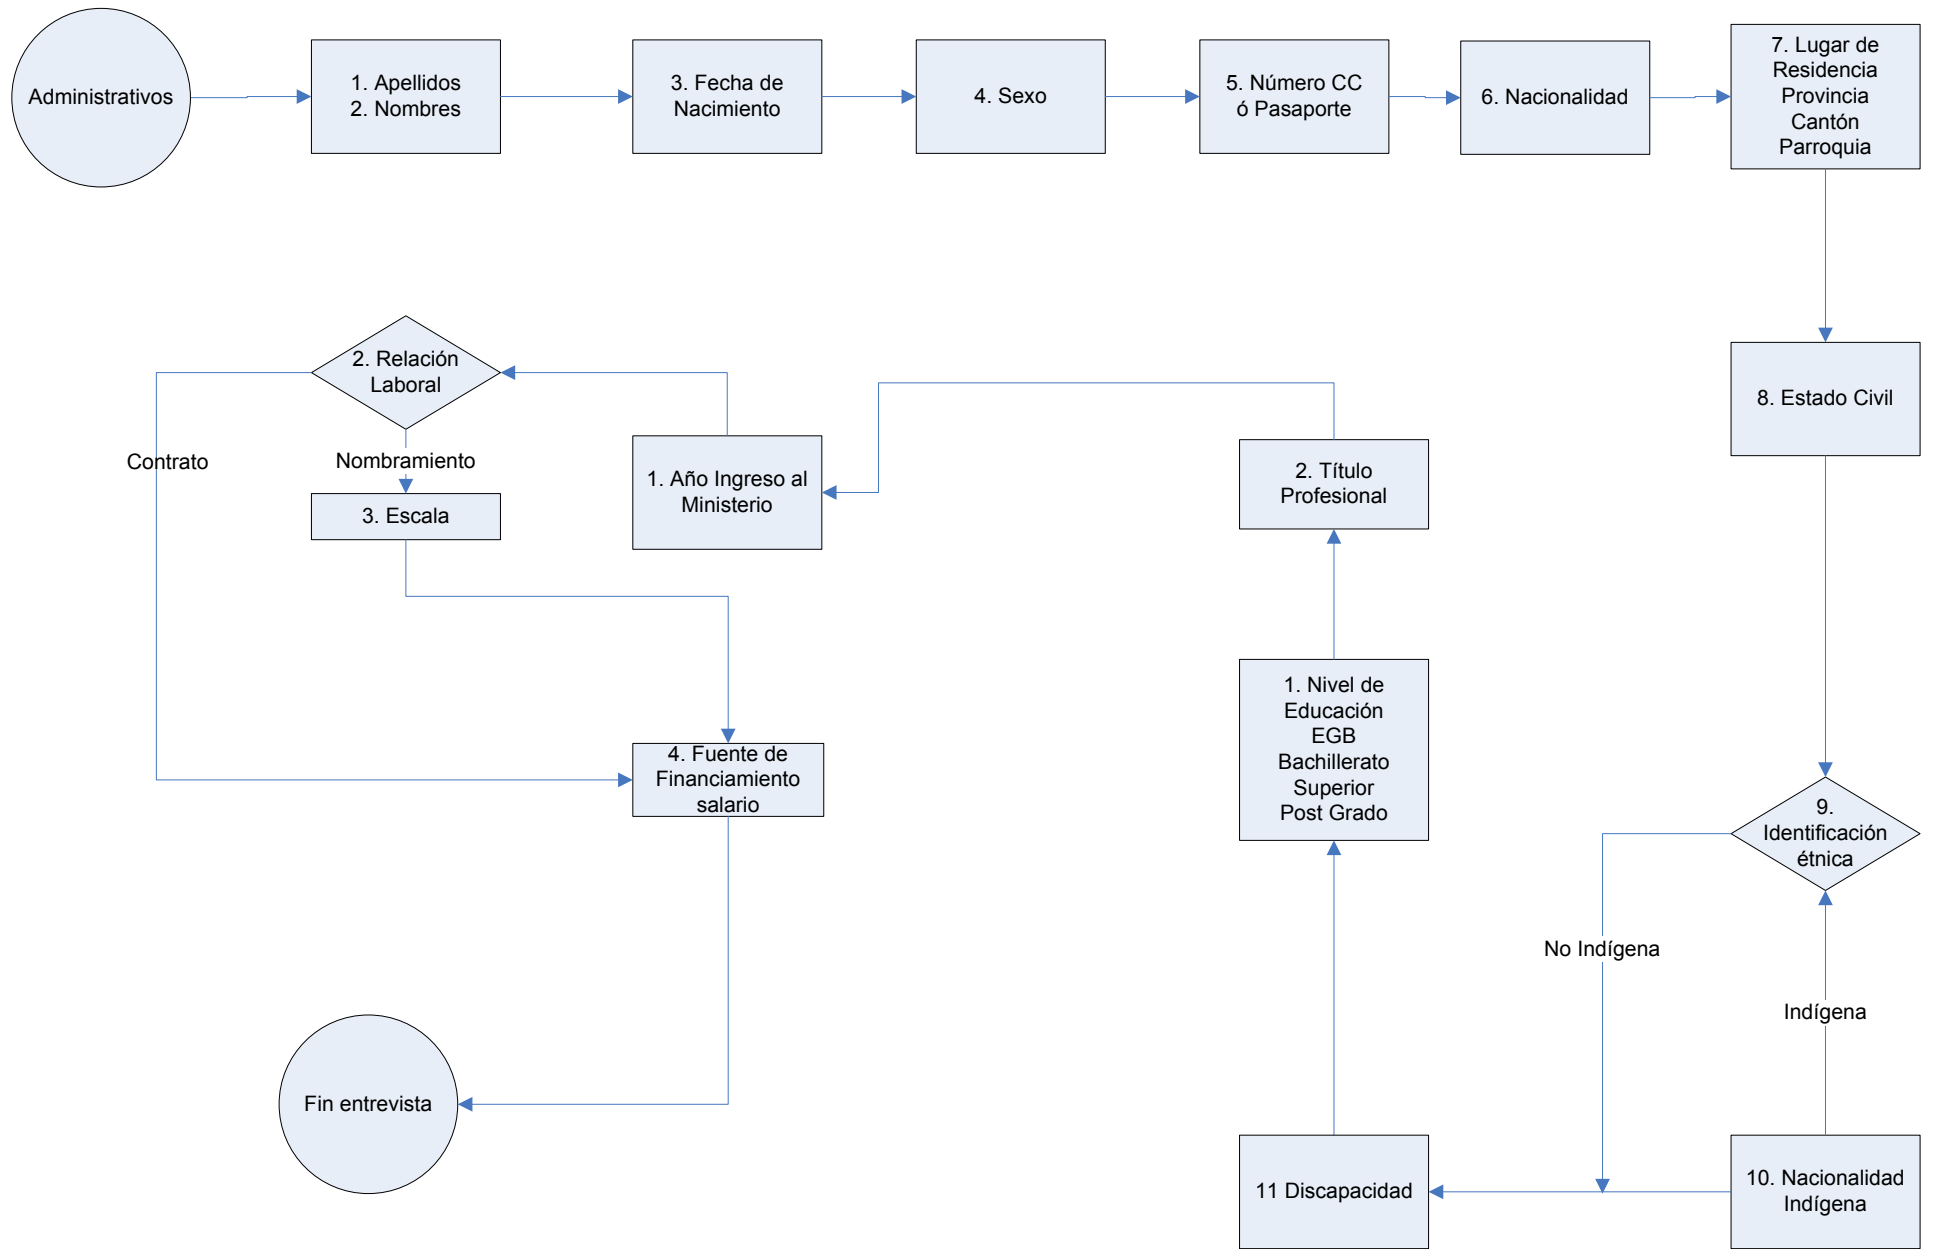 Administrativos
1. Apellidos
2. Nombres
3. Fecha de
Nacimiento
4. Sexo
5. Número CC
ó Pasaporte
6. Nacionalidad
7. Lugar de
Residencia
Provincia
Cantón
Parroquia
8. Estado Civil
9.
Identificación
étnica
No Indígena
Indígena
10. Nacionalidad
Indígena
11 Discapacidad
1. Nivel de
Educación
EGB
Bachillerato
Superior
Post Grado
2. Título
Profesional
1. Año Ingreso al
Ministerio
2. Relación
Laboral
Contrato
Nombramiento
3. Escala
4. Fuente de
Financiamiento
salario
Fin entrevista